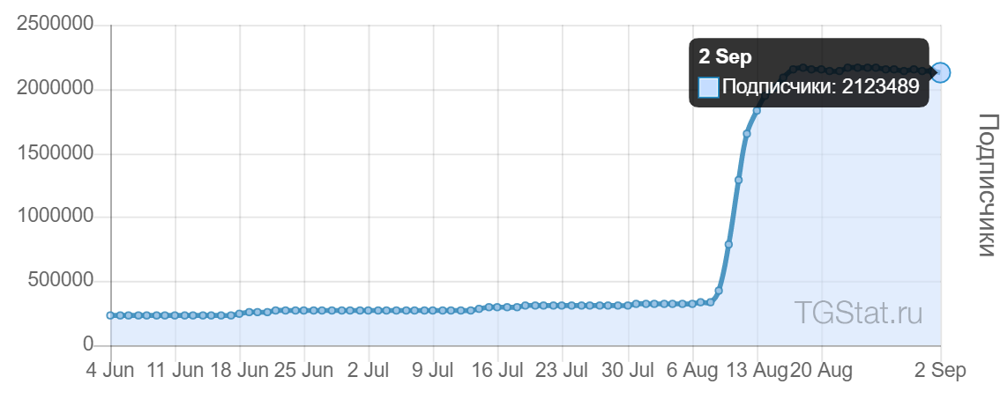 2500000
2 Sep
Подписчики: 2123489
2000000
1500000
1000000
500000
0
Подписчики
TGStat.ru
4 Jun 11 Jun 18 Jun 25 Jun 2 Jul 9 Jul 16 Jul 23 Jul 30 Jul 6 Aug 13 Aug 20 Aug 2 Sep